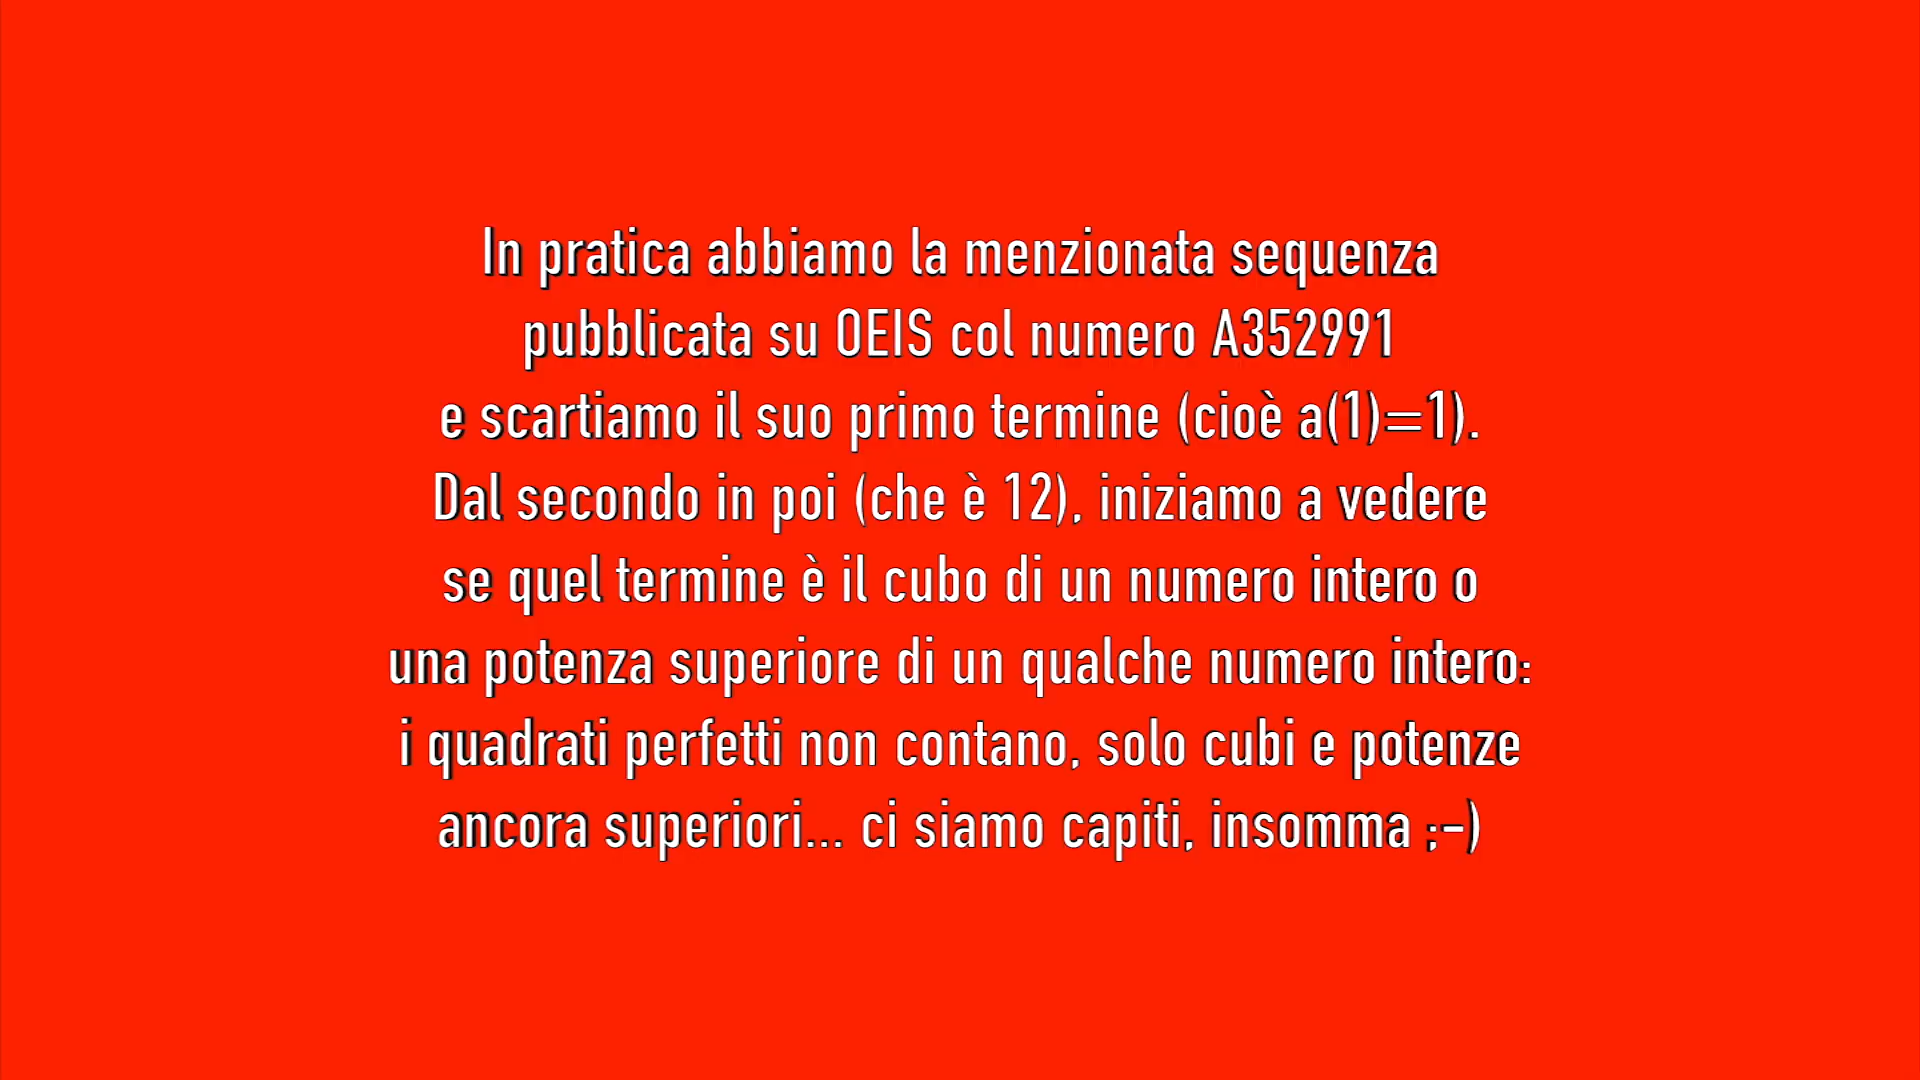 In pratica abbiamo la menzionata sequenza
pubblicata su OEIS col numero A352991
e scartiamo il suo primo termine (cioè a(1)=1).
Dal secondo in poi (che è 12), iniziamo a vedere
se quel termine è il cubo di un numero intero o
una potenza superiore di un qualche numero intero:
i quadrati perfetti non contano, solo cubi e potenze
ancora superiori... ci siamo capiti, insomma ;-)